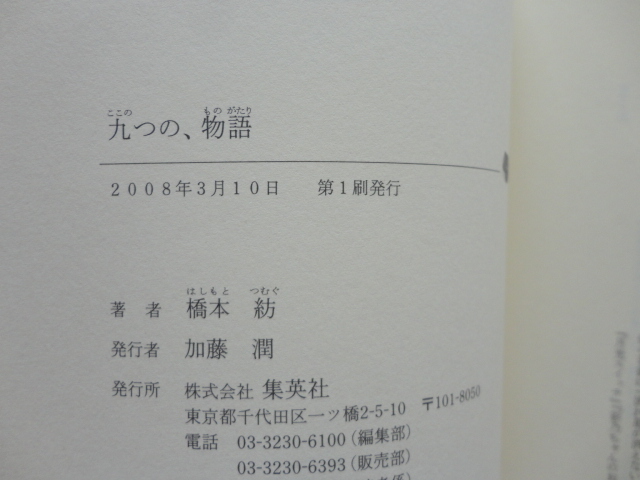 ここの　もの がたり
九つの、物語
2008年3月10日　第1刷発行
はしもと　つむぐ
著　者　橋本　紡
発行者　加藤　潤
発行所　株式会社 集英社
東京都千代田区一ツ橋2-5-10　〒101-8050
電話　03-3230-6100（編集部）
03-3230-6393（販売部）